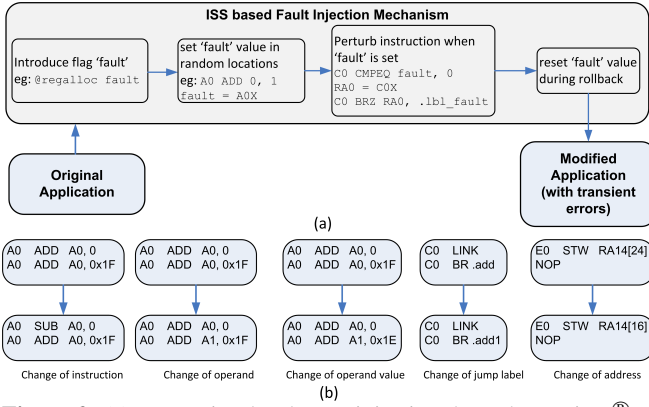 ISS based Fault Injection Mechanism
Introduce flag ‘fault’
eg: @regalloc fault
set ‘fault’ value in
random locations
eg: A0 ADD 0, 1
fault = A0X
Perturb instruction when
‘fault’ is set
C0 CMPEQ fault, 0
RA0 = C0X
C0 BRZ RA0, .lbl_fault
reset ‘fault’ value
during rollback
Original
Application
Modified
Application
(with transient
errors)
(a)
A0 ADD A0, 0
A0 ADD A0, 0x1F
A0 ADD A0, 0
A0 ADD A0, 0x1F
A0 ADD A0, 0
A0 ADD A0, 0x1F
C0 LINK
C0 BR .add
E0 STW RA14[24]
NOP
A0 SUB A0, 0
A0 ADD A0, 0x1F
A0 ADD A0, 0
A0 ADD A1, 0x1F
A0 ADD A0, 0
A0 ADD A1, 0x1E
C0 LINK
C0 BR .add1
E0 STW RA14[16]
NOP
Change of instruction
Change of operand
Change of operand value
Change of jump label
Change of address
(b)